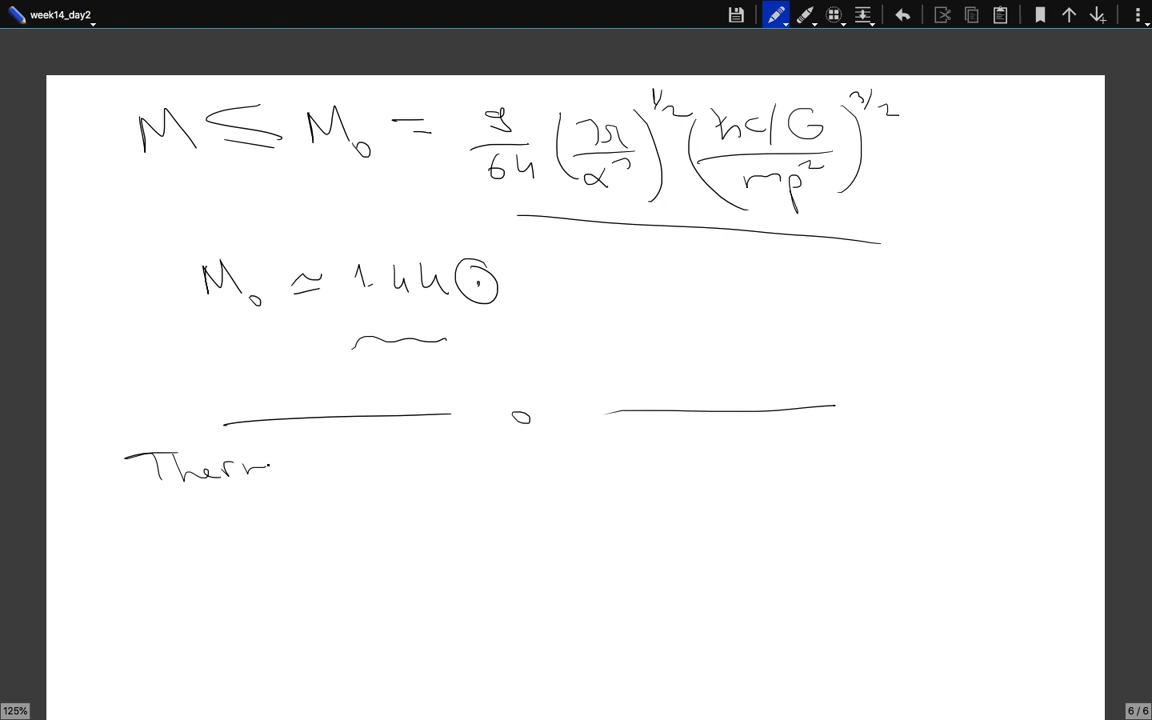 week14_day2
M ≤ M₀ = 9/64 (3π/α³)^1/2 (ħc/G / mp²)^3/2
M₀ ≃ 1.44 ⊙
Therm
125%
6 / 6